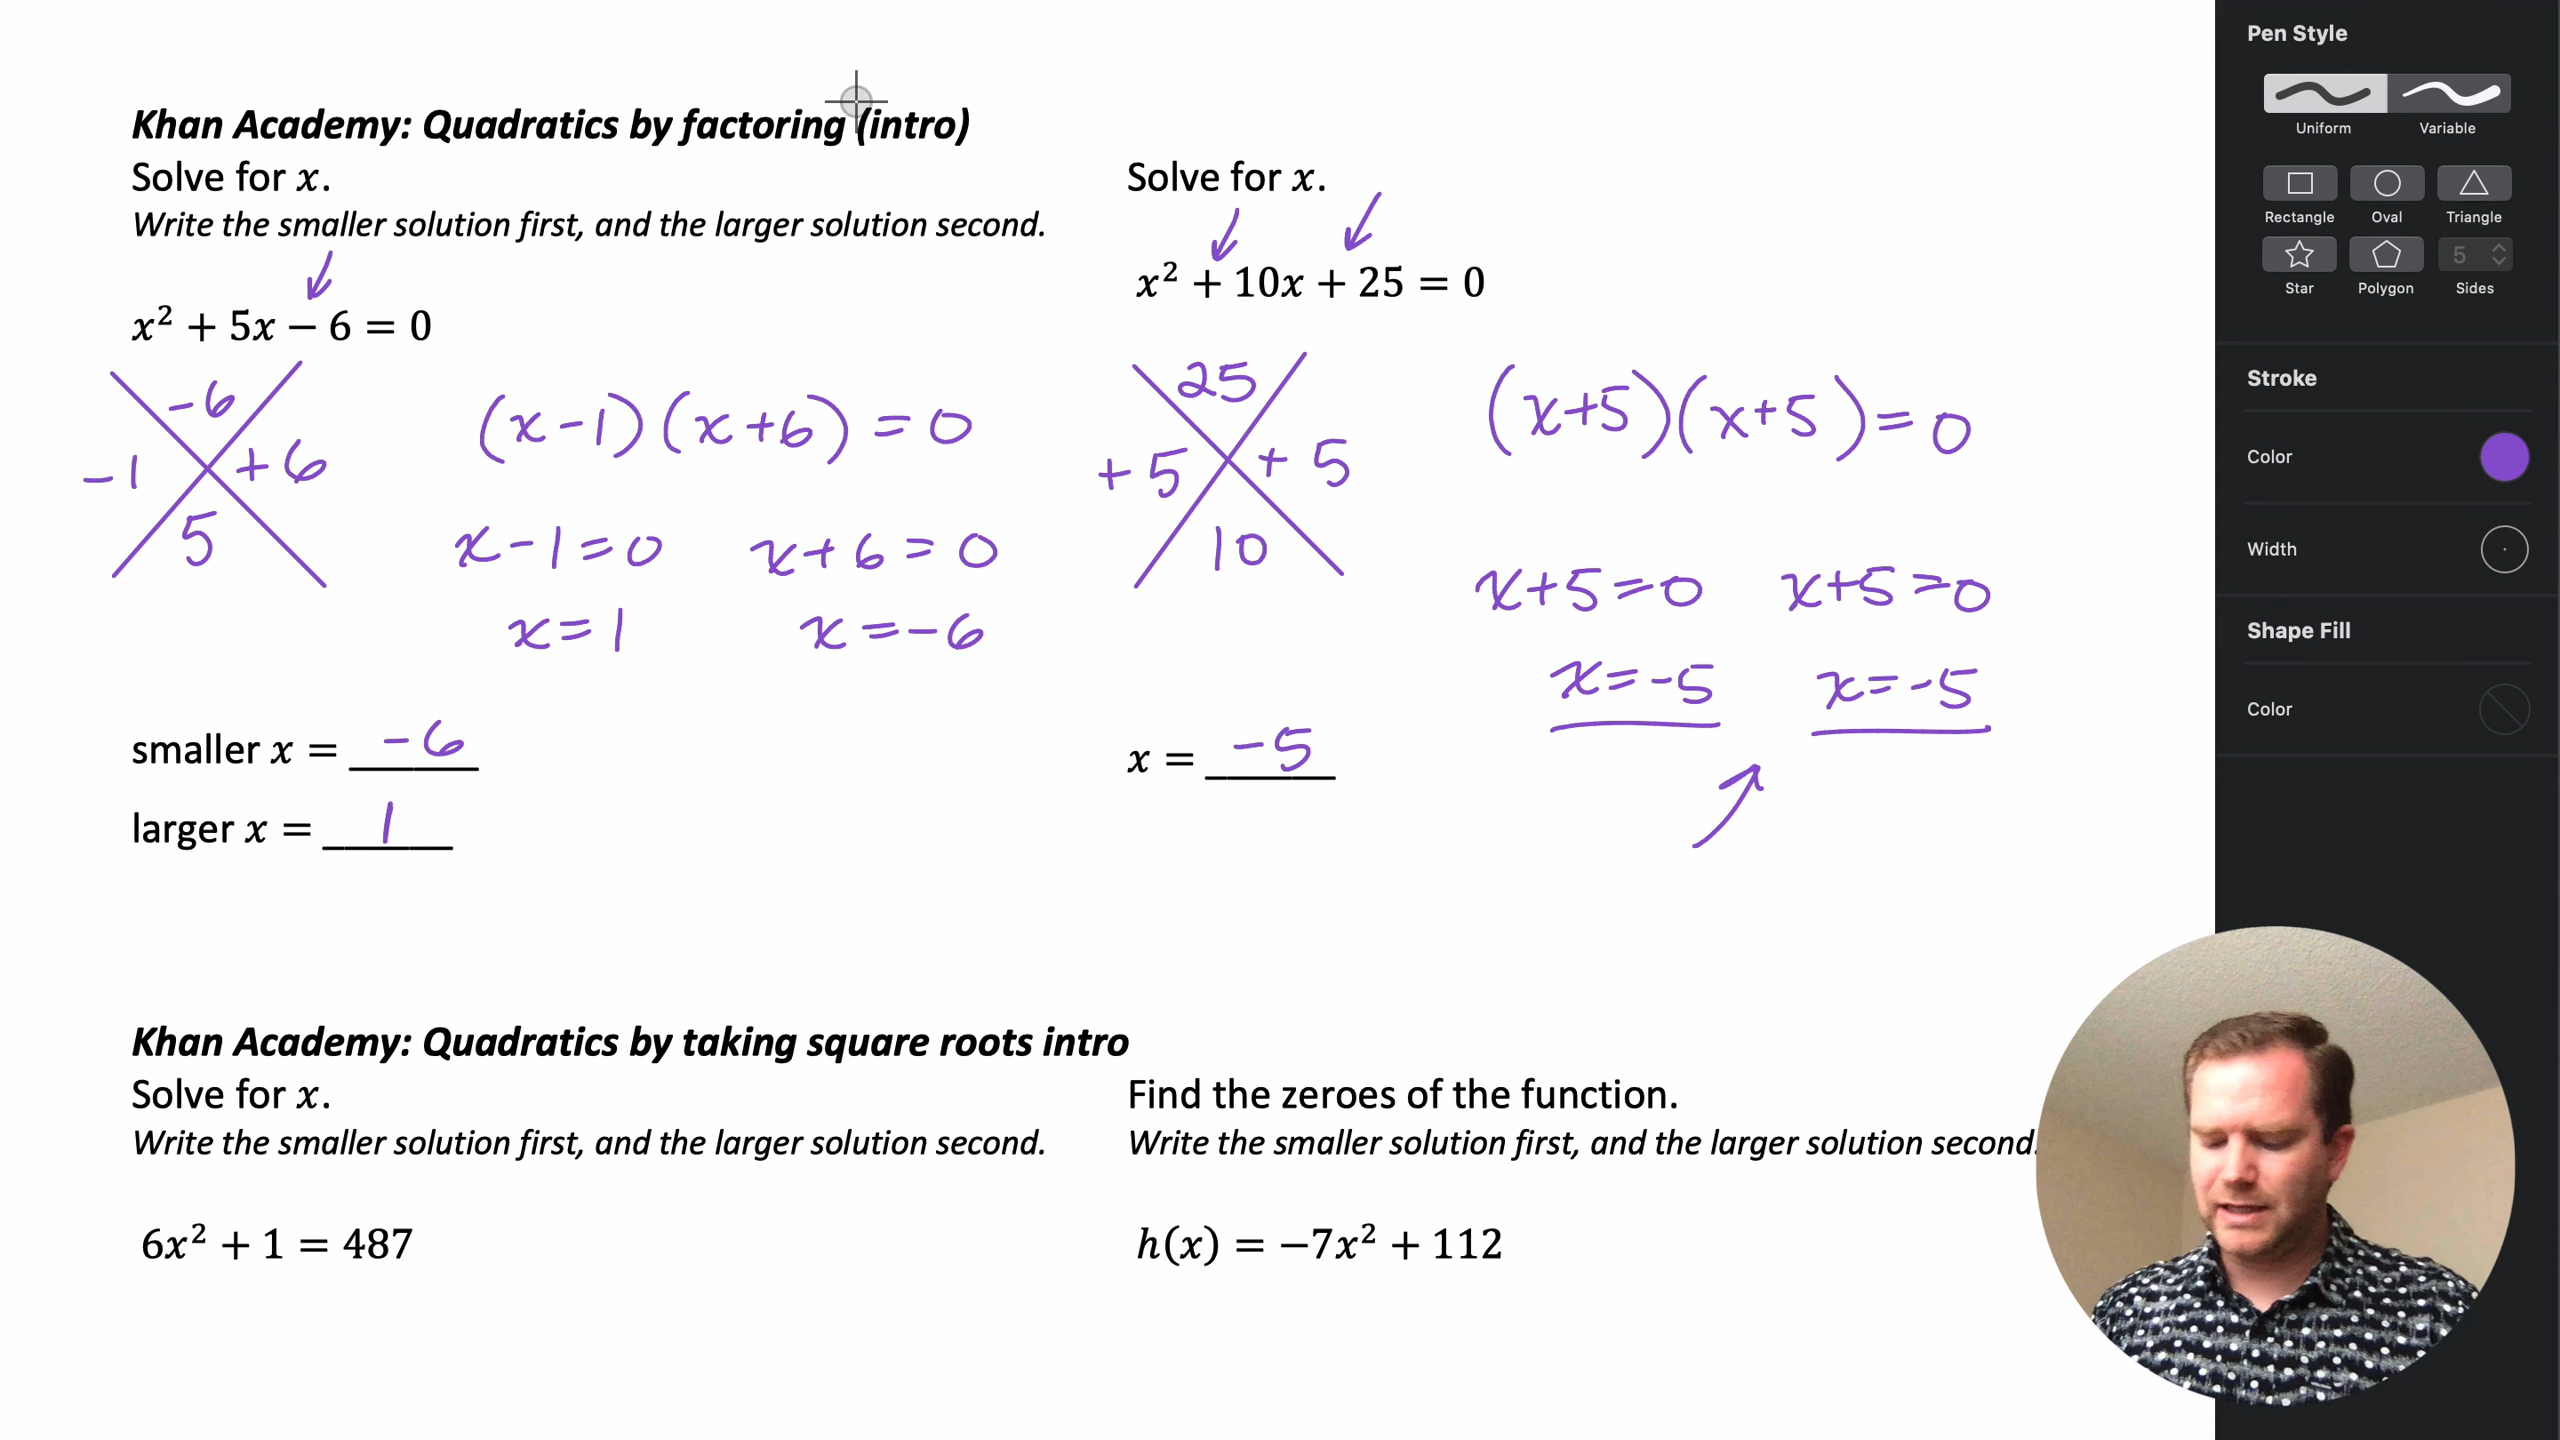 Khan Academy: Quadratics by factoring (intro)
Solve for x.
Write the smaller solution first, and the larger solution second.
x² + 5x − 6 = 0
-6
-1 +6
5
(x-1)(x+6) = 0
x-1=0 x+6=0
x=1 x=-6
smaller x = -6
larger x = 1
Solve for x.
x² + 10x + 25 = 0
25
+5 +5
10
(x+5)(x+5)=0
x+5=0 x+5=0
x=-5 x=-5
x = -5
Khan Academy: Quadratics by taking square roots intro
Solve for x.
Write the smaller solution first, and the larger solution second.
6x² + 1 = 487
Find the zeroes of the function.
Write the smaller solution first, and the larger solution second.
h(x) = −7x² + 112
Pen Style
Uniform Variable
Rectangle Oval Triangle
5
Star Polygon Sides
Stroke
Color
Width
Shape Fill
Color